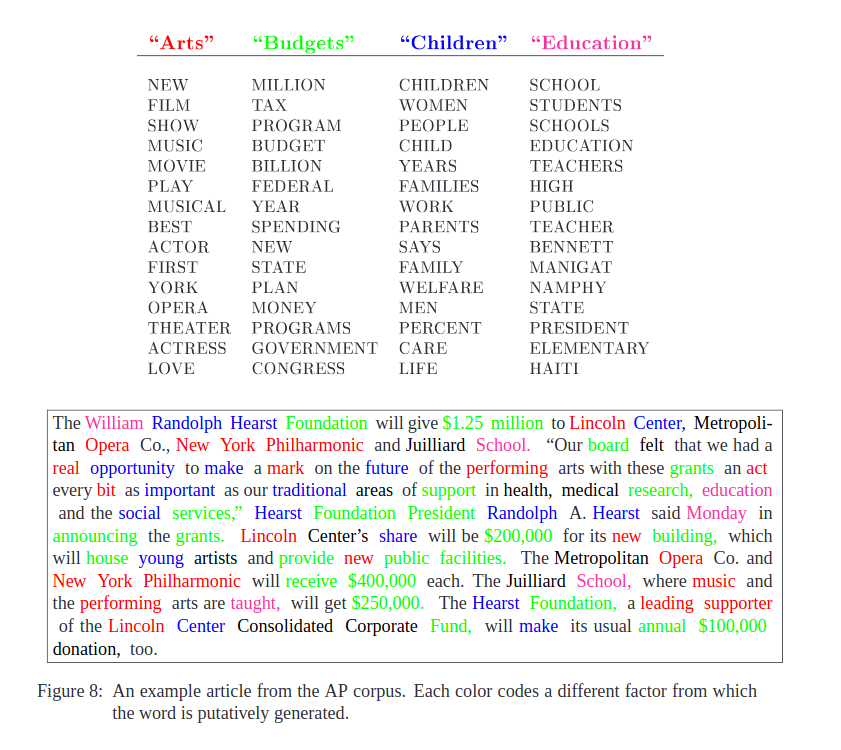 “Arts” “Budgets” “Children” “Education”
NEW MILLION CHILDREN SCHOOL
FILM TAX WOMEN STUDENTS
SHOW PROGRAM PEOPLE SCHOOLS
MUSIC BUDGET CHILD EDUCATION
MOVIE BILLION YEARS TEACHERS
PLAY FEDERAL FAMILIES HIGH
MUSICAL YEAR WORK PUBLIC
BEST SPENDING PARENTS TEACHER
ACTOR NEW SAYS BENNETT
FIRST STATE FAMILY MANIGAT
YORK PLAN WELFARE NAMPHY
OPERA MONEY MEN STATE
THEATER PROGRAMS PERCENT PRESIDENT
ACTRESS GOVERNMENT CARE ELEMENTARY
LOVE CONGRESS LIFE HAITI
The William Randolph Hearst Foundation will give $1.25 million to Lincoln Center, Metropoli-
tan Opera Co., New York Philharmonic and Juilliard School. “Our board felt that we had a
real opportunity to make a mark on the future of the performing arts with these grants an act
every bit as important as our traditional areas of support in health, medical research, education
and the social services,” Hearst Foundation President Randolph A. Hearst said Monday in
announcing the grants. Lincoln Center’s share will be $200,000 for its new building, which
will house young artists and provide new public facilities. The Metropolitan Opera Co. and
New York Philharmonic will receive $400,000 each. The Juilliard School, where music and
the performing arts are taught, will get $250,000. The Hearst Foundation, a leading supporter
of the Lincoln Center Consolidated Corporate Fund, will make its usual annual $100,000
donation, too.
Figure 8: An example article from the AP corpus. Each color codes a different factor from which
the word is putatively generated.